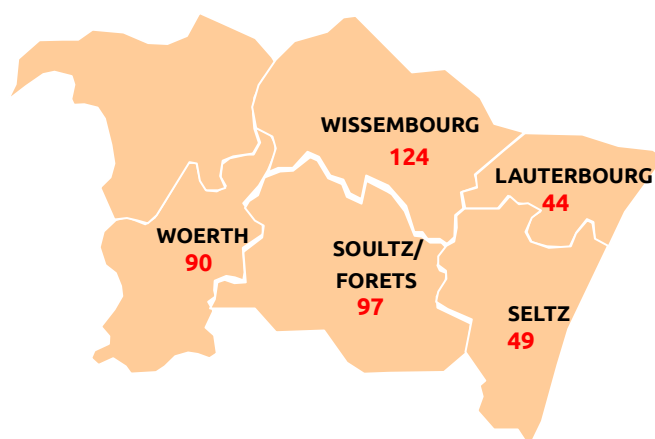 WISSEMBOURG
124
LAUTERBOURG
44
WOERTH
90
SOULTZ/
FORETS
97
SELTZ
49